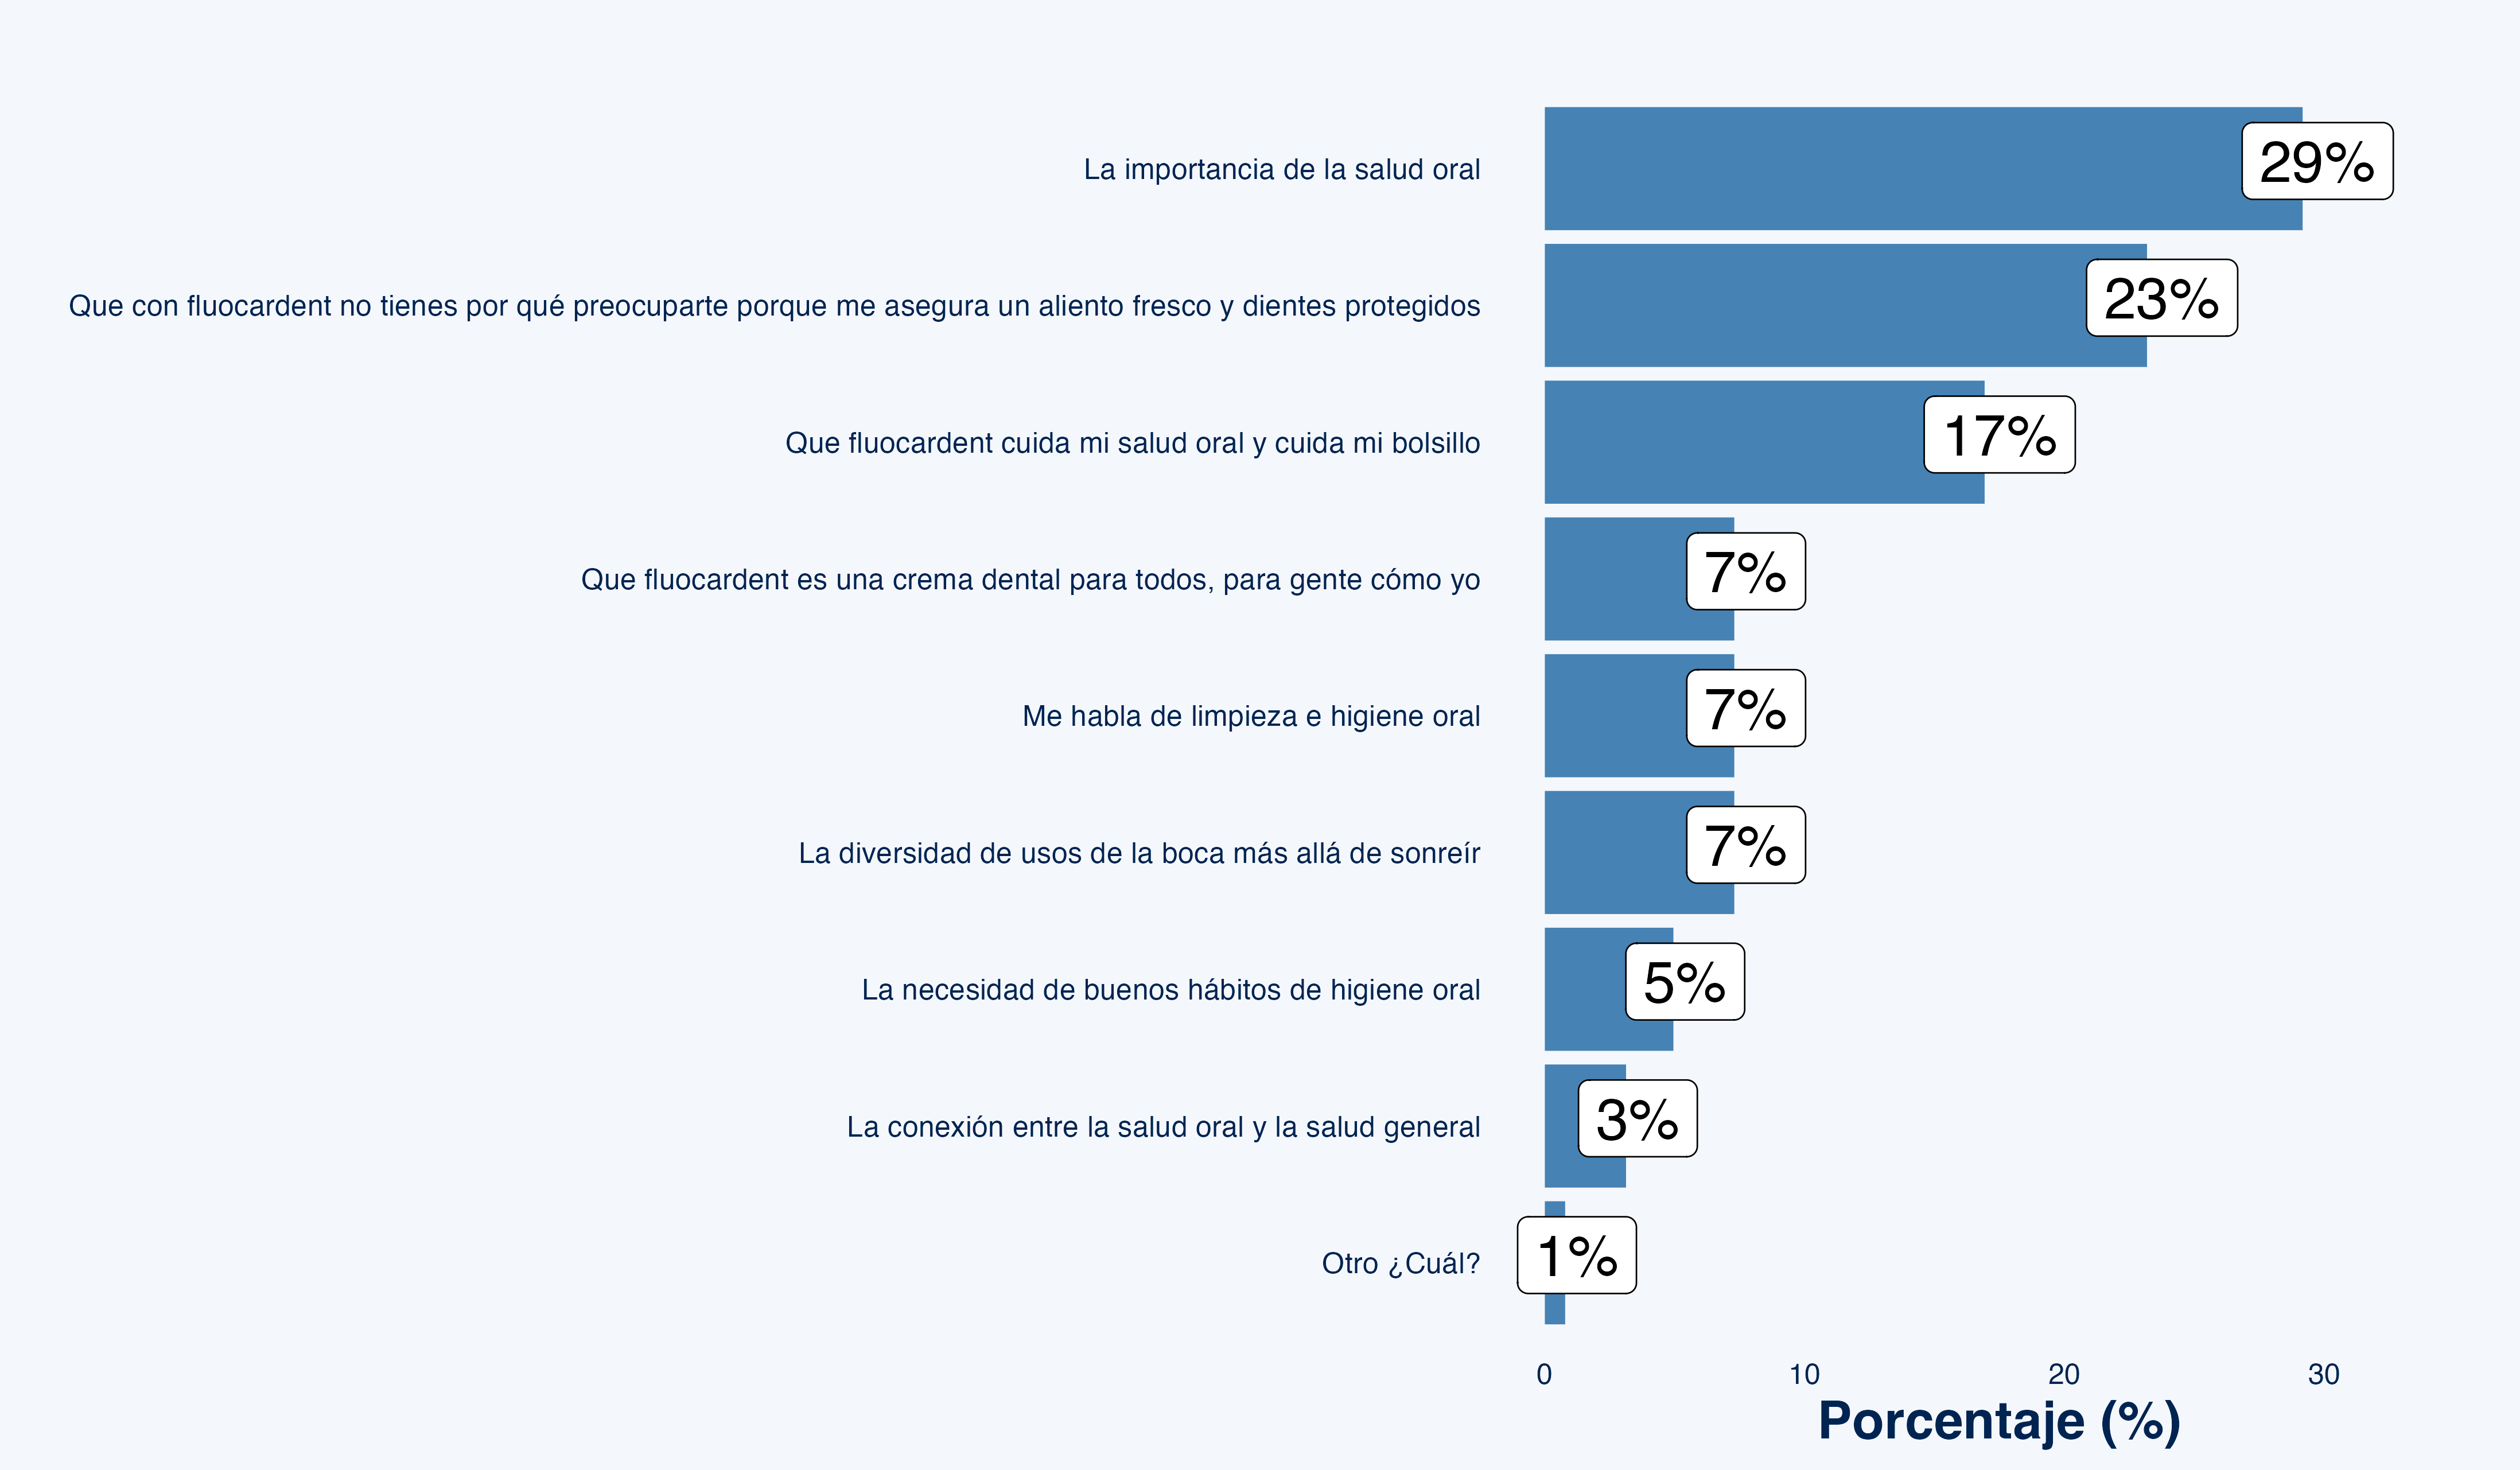 La importancia de la salud oral
29%
Que con fluocardent no tienes por qué preocuparte porque me asegura un aliento fresco y dientes protegidos
23%
Que fluocardent cuida mi salud oral y cuida mi bolsillo
17%
Que fluocardent es una crema dental para todos, para gente cómo yo
7%
Me habla de limpieza e higiene oral
7%
La diversidad de usos de la boca más allá de sonreír
7%
La necesidad de buenos hábitos de higiene oral
5%
La conexión entre la salud oral y la salud general
3%
Otro ¿Cuál?
1%
0 10 20 30
Porcentaje (%)